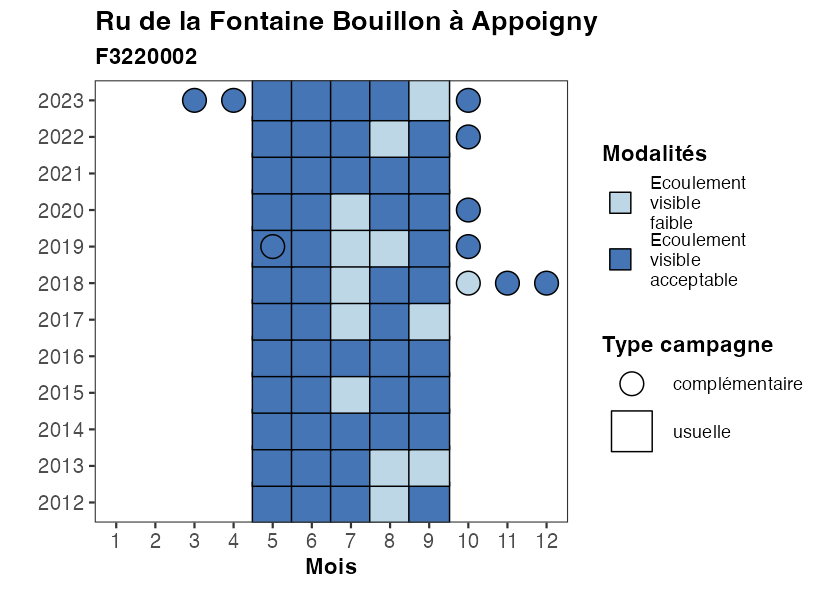 Ru de la Fontaine Bouillon à Appoigny
F3220002
2023
2022
2021
2020
2019
2018
2017
2016
2015
2014
2013
2012
1 2 3 4 5 6 7 8 9 10 11 12
Mois
Modalités
Ecoulement
visible
faible
Ecoulement
visible
acceptable
Type campagne
complémentaire
usuelle